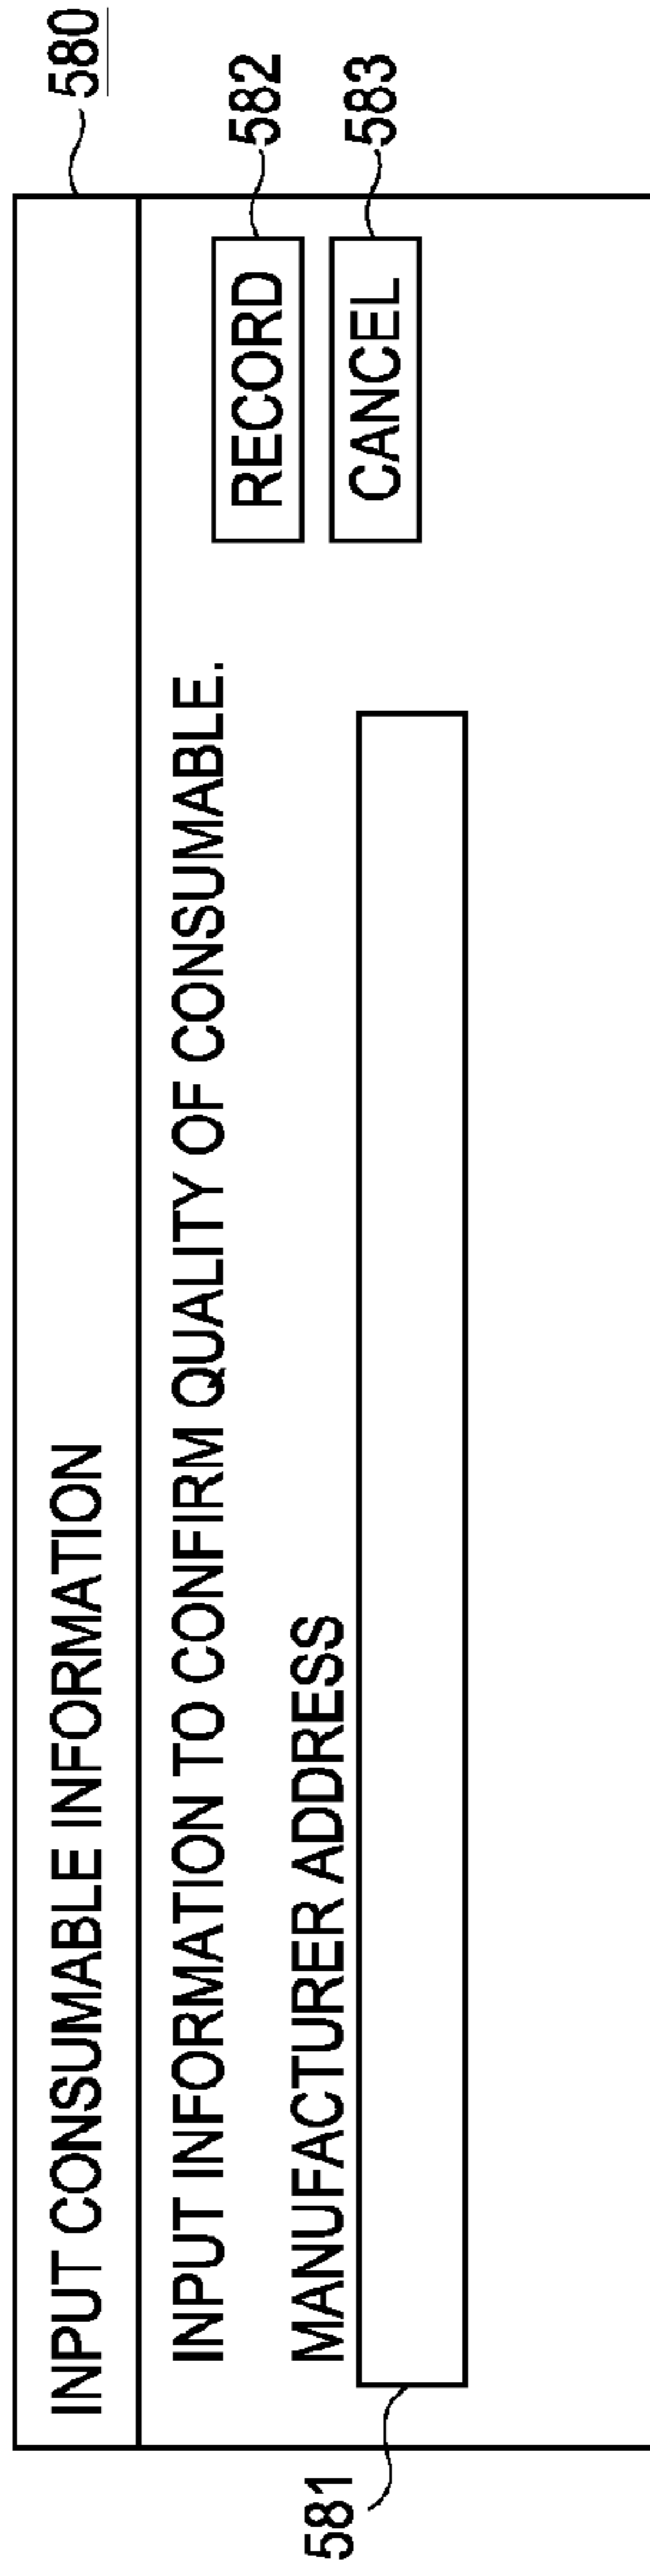 580
INPUT CONSUMABLE INFORMATION
INPUT INFORMATION TO CONFIRM QUALITY OF CONSUMABLE.
RECORD
582
MANUFACTURER ADDRESS
CANCEL
583
581